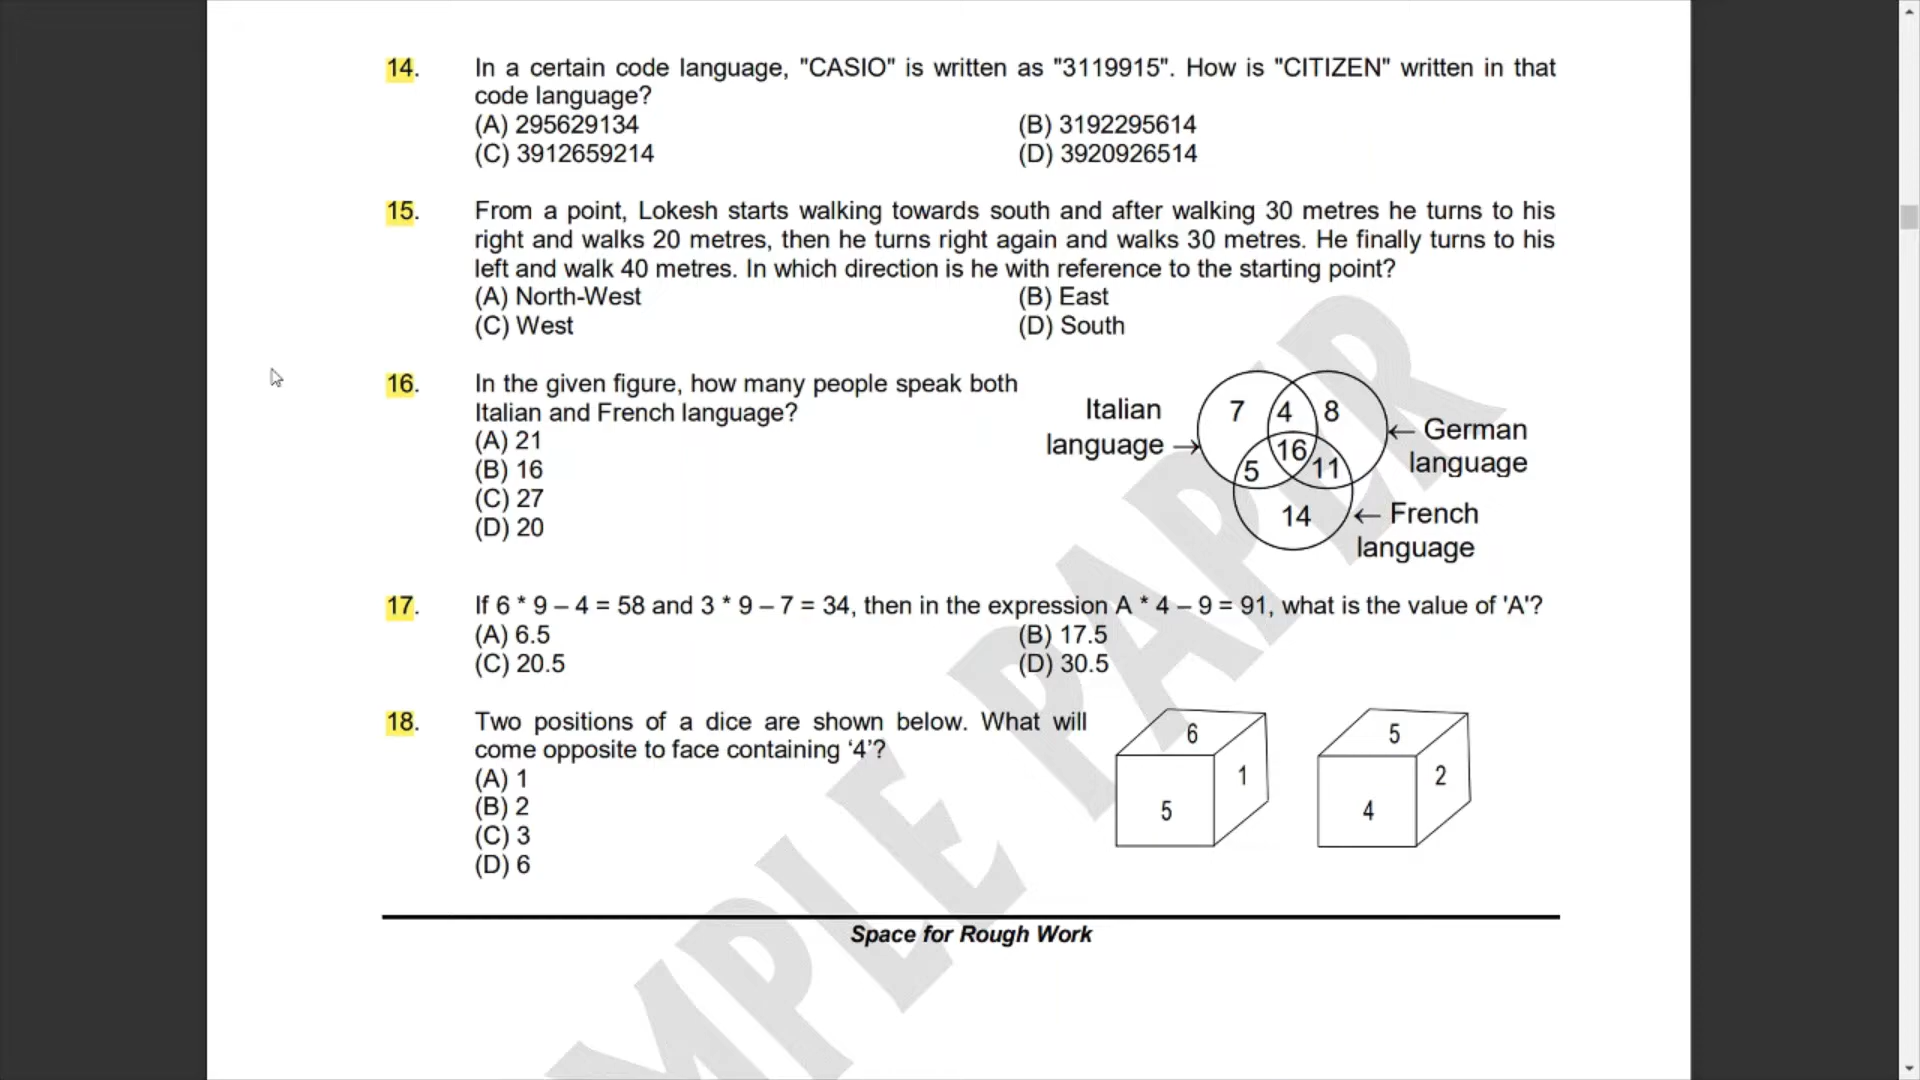 14. In a certain code language, "CASIO" is written as "3119915". How is "CITIZEN" written in that
code language?
(A) 295629134 (B) 3192295614
(C) 3912659214 (D) 3920926514
15. From a point, Lokesh starts walking towards south and after walking 30 metres he turns to his
right and walks 20 metres, then he turns right again and walks 30 metres. He finally turns to his
left and walk 40 metres. In which direction is he with reference to the starting point?
(A) North-West (B) East
(C) West (D) South
16. In the given figure, how many people speak both
Italian and French language?
(A) 21
(B) 16
(C) 27
(D) 20
Italian
language →
7 4 8
16
5 11
14
← German
language
← French
language
17. If 6 * 9 – 4 = 58 and 3 * 9 – 7 = 34, then in the expression A * 4 – 9 = 91, what is the value of 'A'?
(A) 6.5 (B) 17.5
(C) 20.5 (D) 30.5
18. Two positions of a dice are shown below. What will
come opposite to face containing ‘4’?
(A) 1
(B) 2
(C) 3
(D) 6
6
1
5
5
2
4
Space for Rough Work
MPLE PAPER